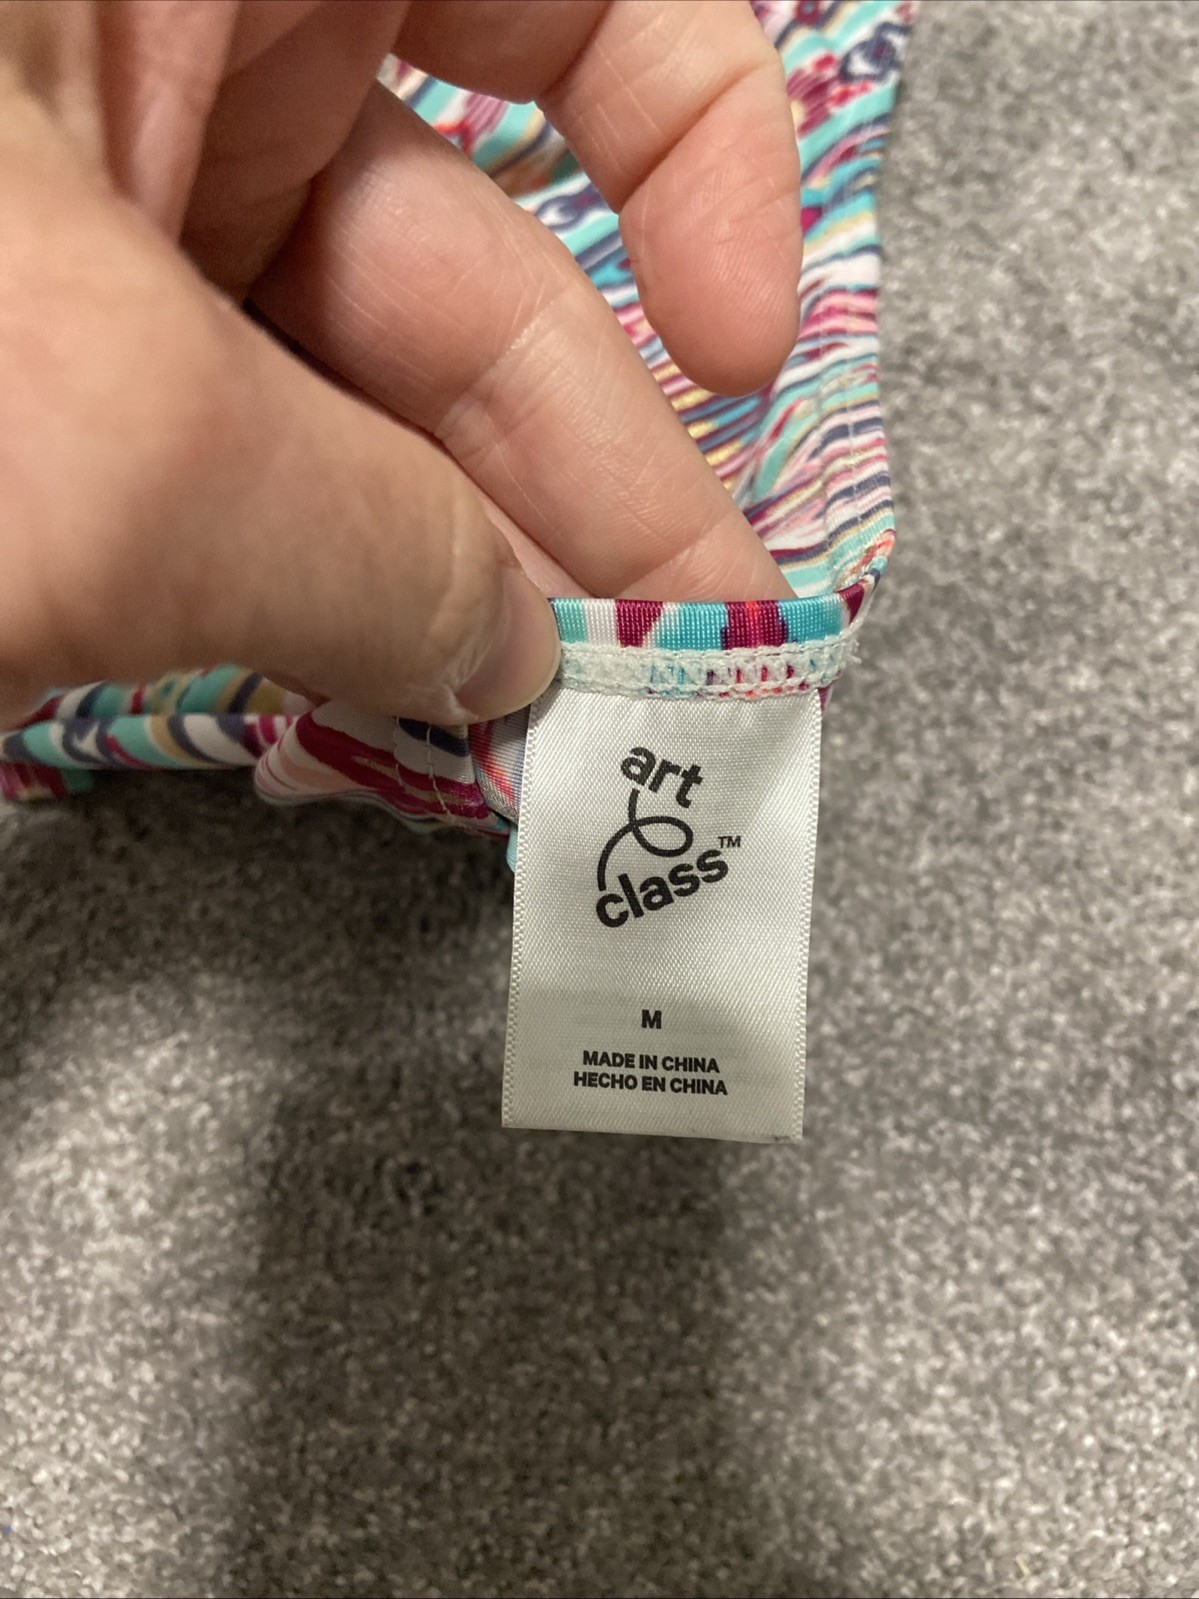 art
class™
M
MADE IN CHINA
HECHO EN CHINA